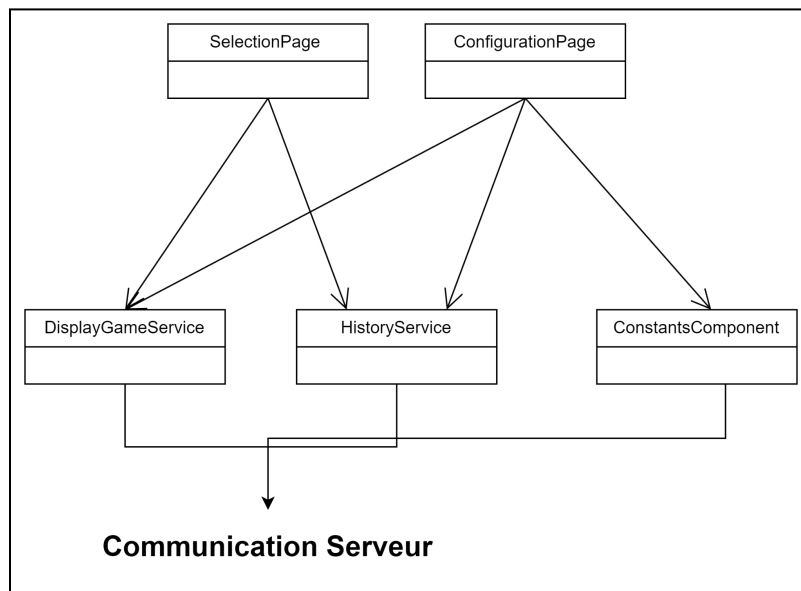 SelectionPage
ConfigurationPage
DisplayGameService
HistoryService
ConstantsComponent
Communication Serveur